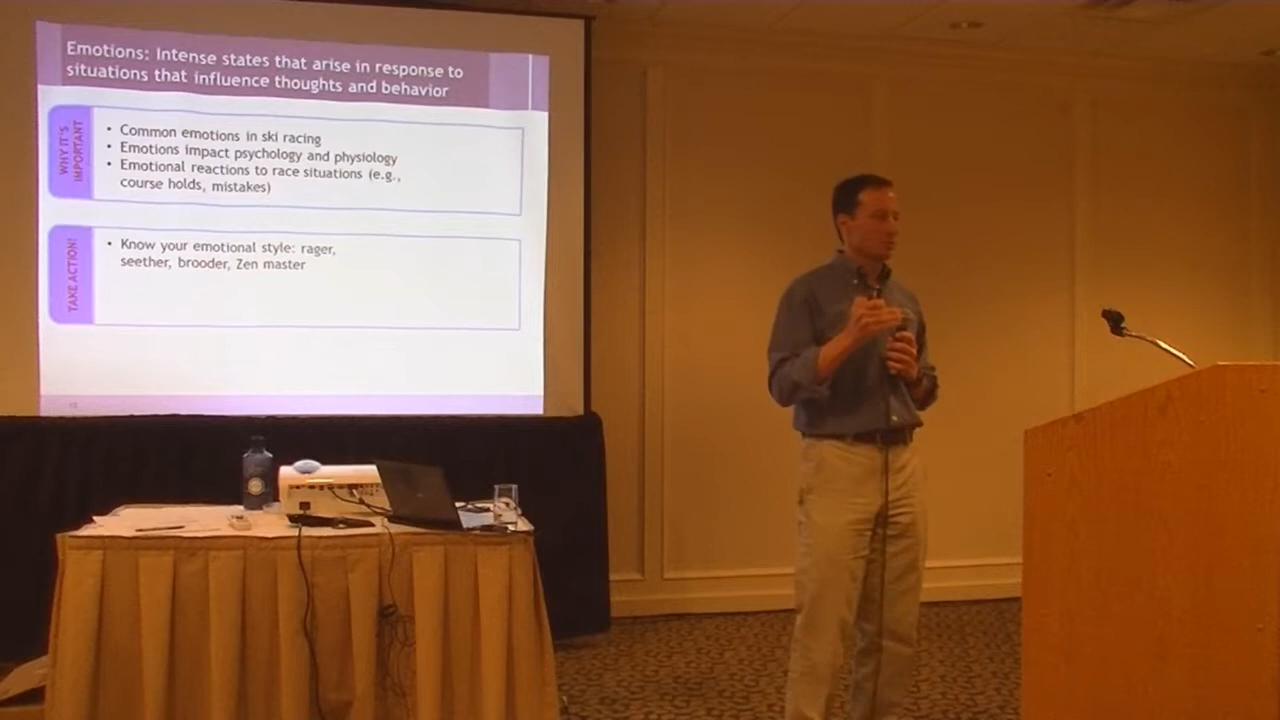 Emotions: Intense states that arise in response to
situations that influence thoughts and behavior
WHY IT'S
IMPORTANT
• Common emotions in ski racing
• Emotions impact psychology and physiology
• Emotional reactions to race situations (e.g.,
course holds, mistakes)
TAKE ACTION!
• Know your emotional style: rager,
seether, brooder, Zen master